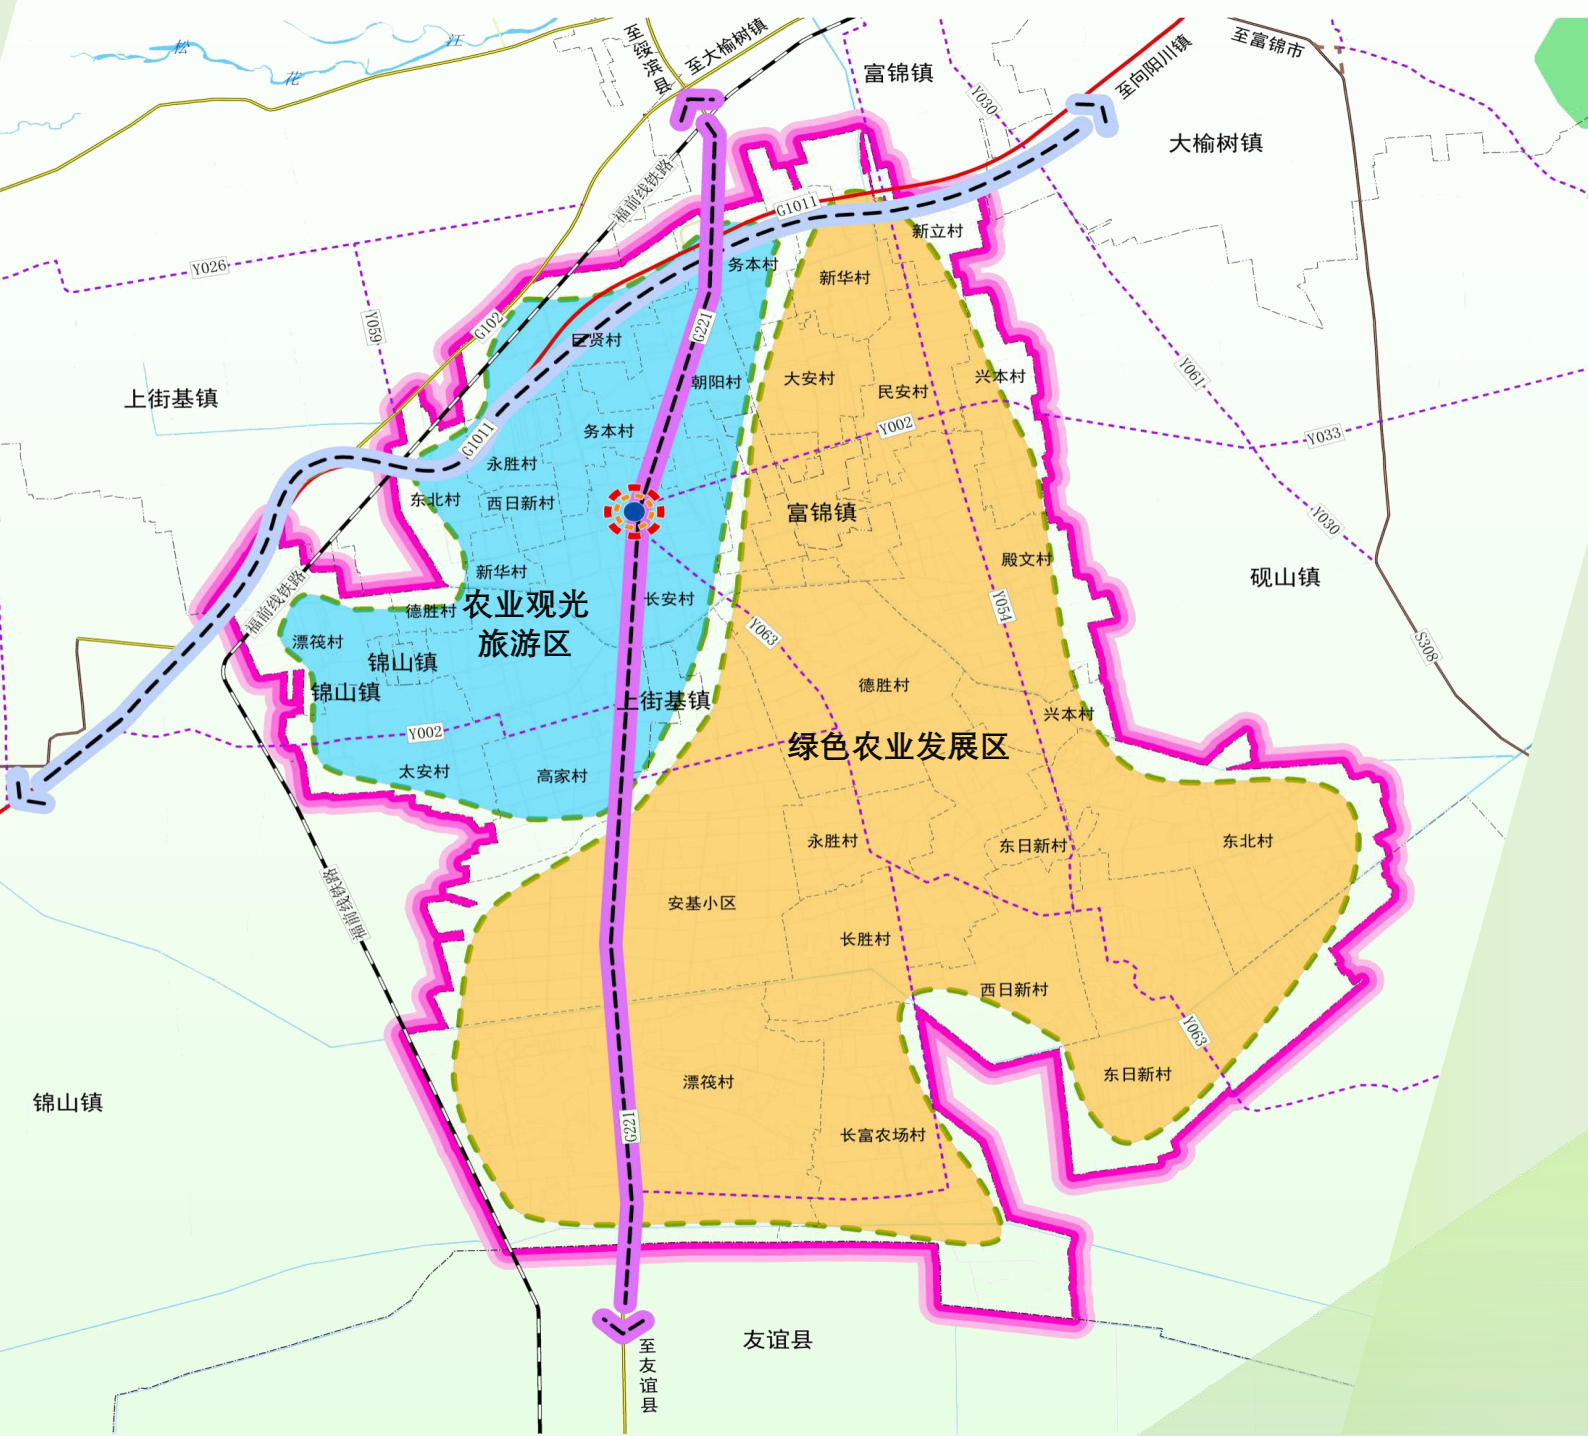 松
花
江
至绥滨县
至大榆树镇
富锦镇
至向阳川镇
至富锦市
大榆树镇
Y030
福前线铁路
G1011
Y026
Y059
G102
新立村
务本村
新华村
G221
巨贤村
朝阳村
大安村
民安村
兴本村
Y061
上街基镇
Y002
Y033
务本村
G1011
永胜村
东北村
西日新村
富锦镇
Y030
殿文村
砚山镇
新华村
福前线铁路
德胜村
农业观光
旅游区
长安村
Y054
Y063
S308
漂筏村
锦山镇
锦山镇
上街基镇
德胜村
兴本村
Y002
绿色农业发展区
太安村
高家村
永胜村
东日新村
东北村
福前线铁路
安基小区
长胜村
西日新村
Y063
漂筏村
东日新村
锦山镇
G221
长富农场村
友谊县
至友谊县